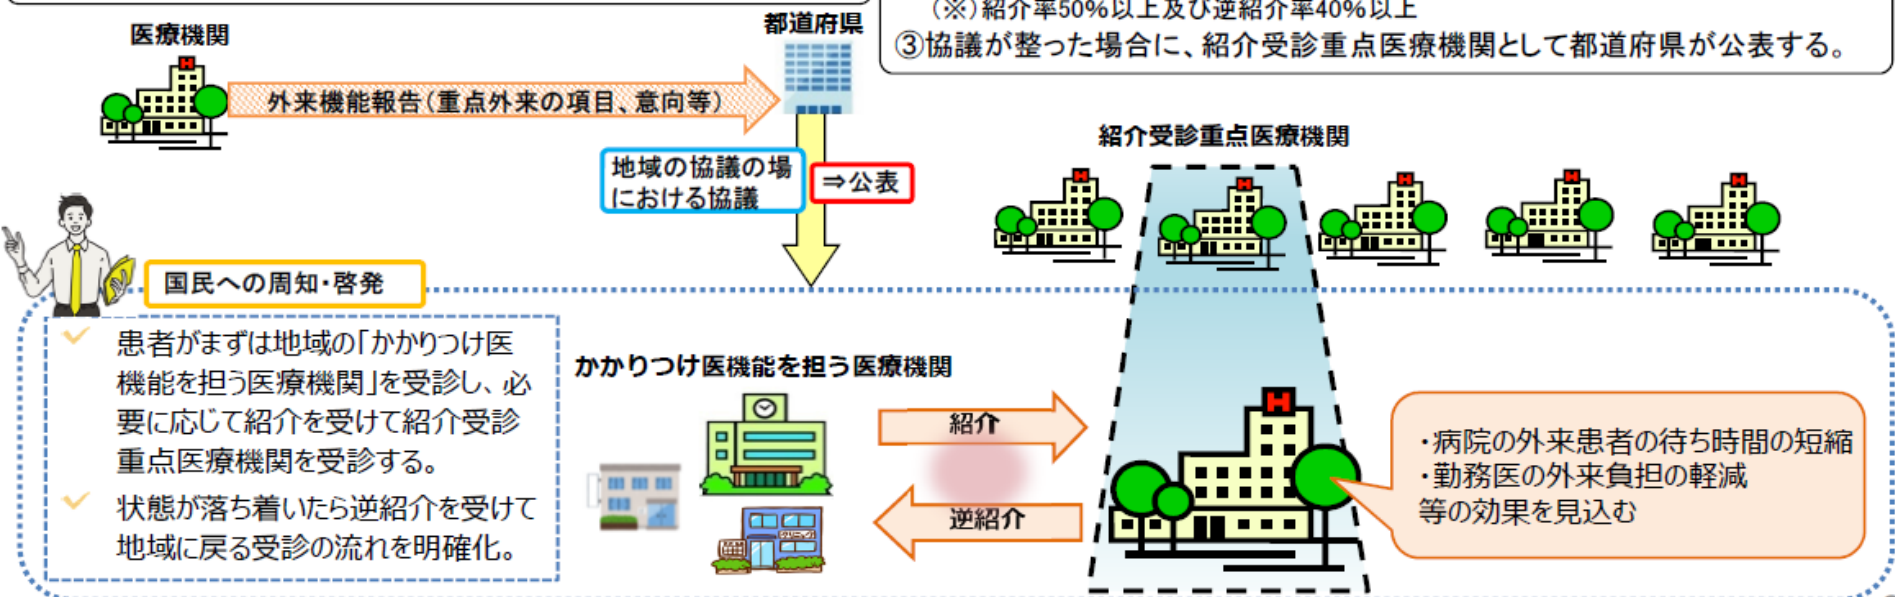 (※)紹介率50%以上及び逆紹介率40%以上
③協議が整った場合に、紹介受診重点医療機関として都道府県が公表する。
医療機関
都道府県
外来機能報告(重点外来の項目、意向等)
地域の協議の場
における協議
⇒公表
紹介受診重点医療機関
H
H
H
H
H
H
国民への周知・啓発
患者がまずは地域の「かかりつけ医
機能を担う医療機関」を受診し、必
要に応じて紹介を受けて紹介受診
重点医療機関を受診する。
状態が落ち着いたら逆紹介を受けて
地域に戻る受診の流れを明確化。
かかりつけ医機能を担う医療機関
紹介
逆紹介
H
・病院の外来患者の待ち時間の短縮
・勤務医の外来負担の軽減
等の効果を見込む